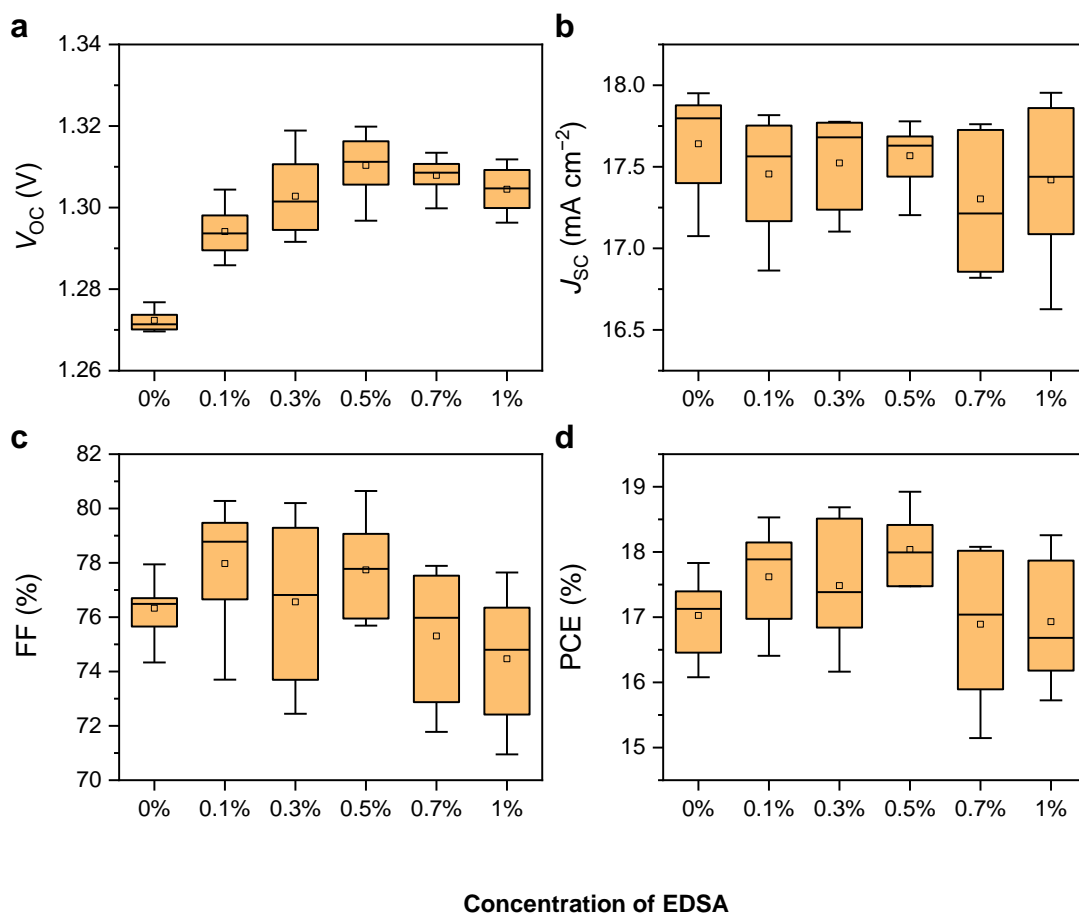 a
1.34
1.32
1.30
1.28
1.26
V_OC (V)
0% 0.1% 0.3% 0.5% 0.7% 1%
b
18.0
17.5
17.0
16.5
J_SC (mA cm⁻²)
0% 0.1% 0.3% 0.5% 0.7% 1%
c
82
80
78
76
74
72
70
FF (%)
0% 0.1% 0.3% 0.5% 0.7% 1%
d
19
18
17
16
15
PCE (%)
0% 0.1% 0.3% 0.5% 0.7% 1%
Concentration of EDSA